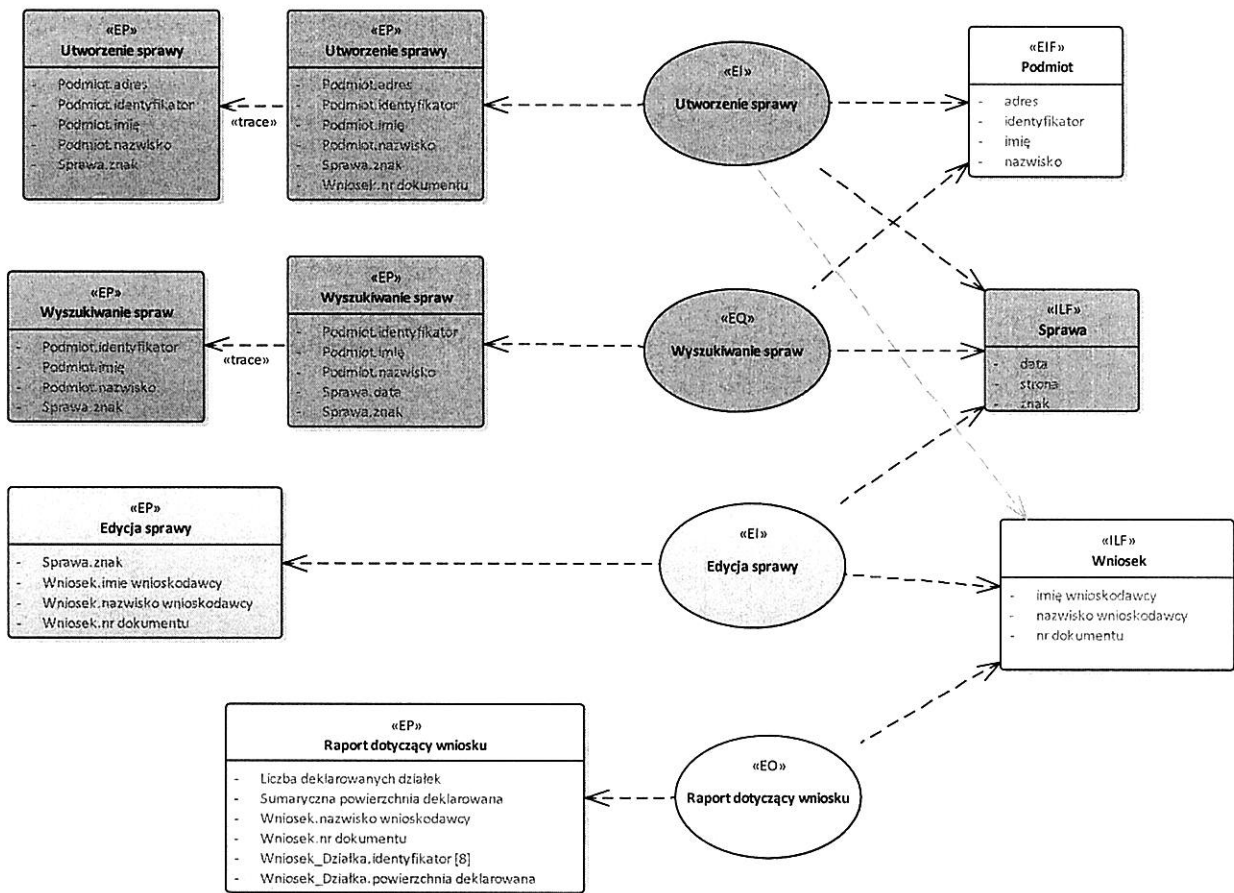 «EP»
Utworzenie sprawy
- Podmiot.adres
- Podmiot.identyfikator
- Podmiot.imię
- Podmiot.nazwisko
- Sprawa.znak
«trace»
«EP»
Utworzenie sprawy
- Podmiot.adres
- Podmiot.identyfikator
- Podmiot.imię
- Podmiot.nazwisko
- Sprawa.znak
- Wniosek.nr dokumentu
«EI»
Utworzenie sprawy
«EIF»
Podmiot
- adres
- identyfikator
- imię
- nazwisko
«EP»
Wyszukiwanie spraw
- Podmiot.identyfikator
- Podmiot.imię
- Podmiot.nazwisko
- Sprawa.znak
«trace»
«EP»
Wyszukiwanie spraw
- Podmiot.identyfikator
- Podmiot.imię
- Podmiot.nazwisko
- Sprawa.data
- Sprawa.znak
«EQ»
Wyszukiwanie spraw
«ILF»
Sprawa
- data
- strona
- znak
«EP»
Edycja sprawy
- Sprawa.znak
- Wniosek.imie wnioskodawcy
- Wniosek.nazwisko wnioskodawcy
- Wniosek.nr dokumentu
«EI»
Edycja sprawy
«ILF»
Wniosek
- imię wnioskodawcy
- nazwisko wnioskodawcy
- nr dokumentu
«EP»
Raport dotyczący wniosku
- Liczba deklarowanych działek
- Sumaryczna powierzchnia deklarowana
- Wniosek.nazwisko wnioskodawcy
- Wniosek.nr dokumentu
- Wniosek_Działka.identyfikator [8]
- Wniosek_Działka.powierzchnia deklarowana
«EO»
Raport dotyczący wniosku